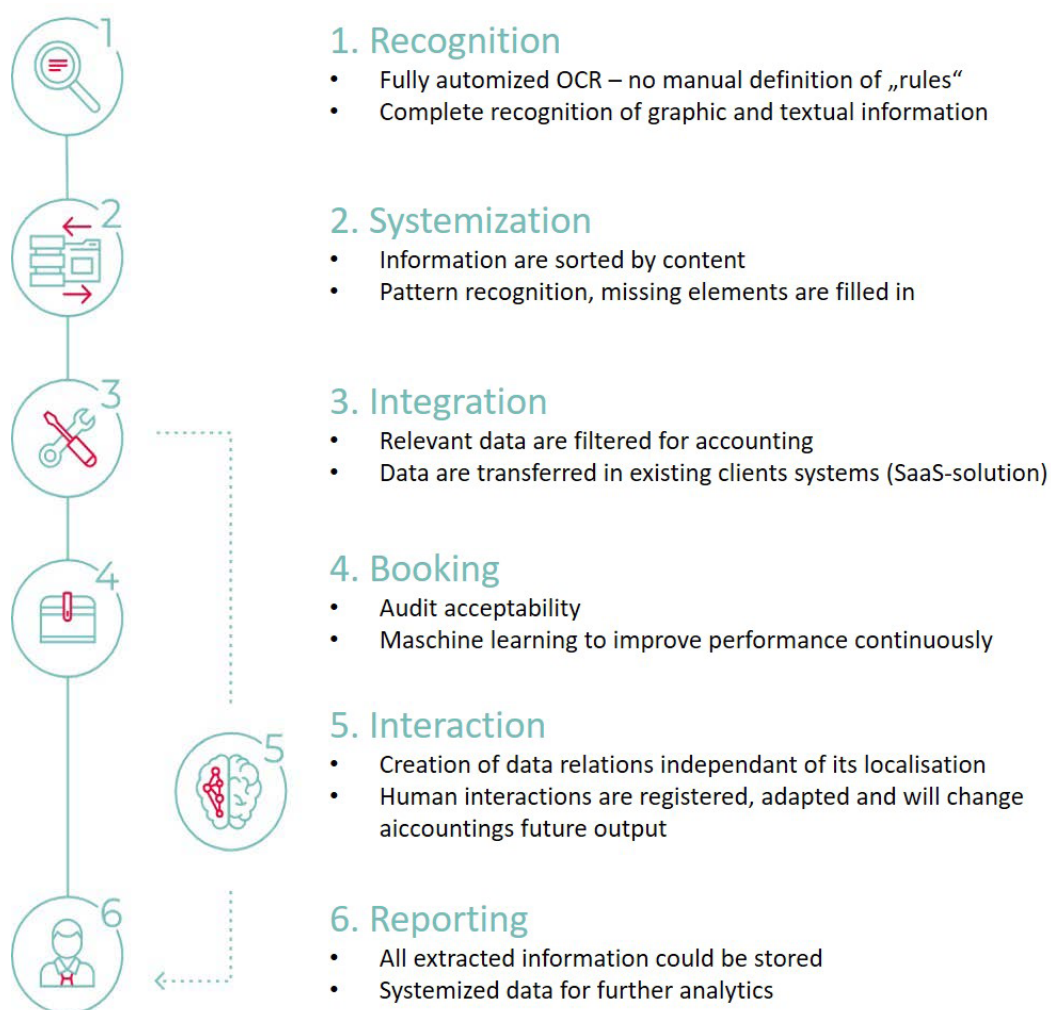 1
1. Recognition
• Fully automized OCR – no manual definition of „rules“
• Complete recognition of graphic and textual information
2
2. Systemization
• Information are sorted by content
• Pattern recognition, missing elements are filled in
3
3. Integration
• Relevant data are filtered for accounting
• Data are transferred in existing clients systems (SaaS-solution)
4
4. Booking
• Audit acceptability
• Maschine learning to improve performance continuously
5
5. Interaction
• Creation of data relations independant of its localisation
• Human interactions are registered, adapted and will change
aiccountings future output
6
6. Reporting
• All extracted information could be stored
• Systemized data for further analytics